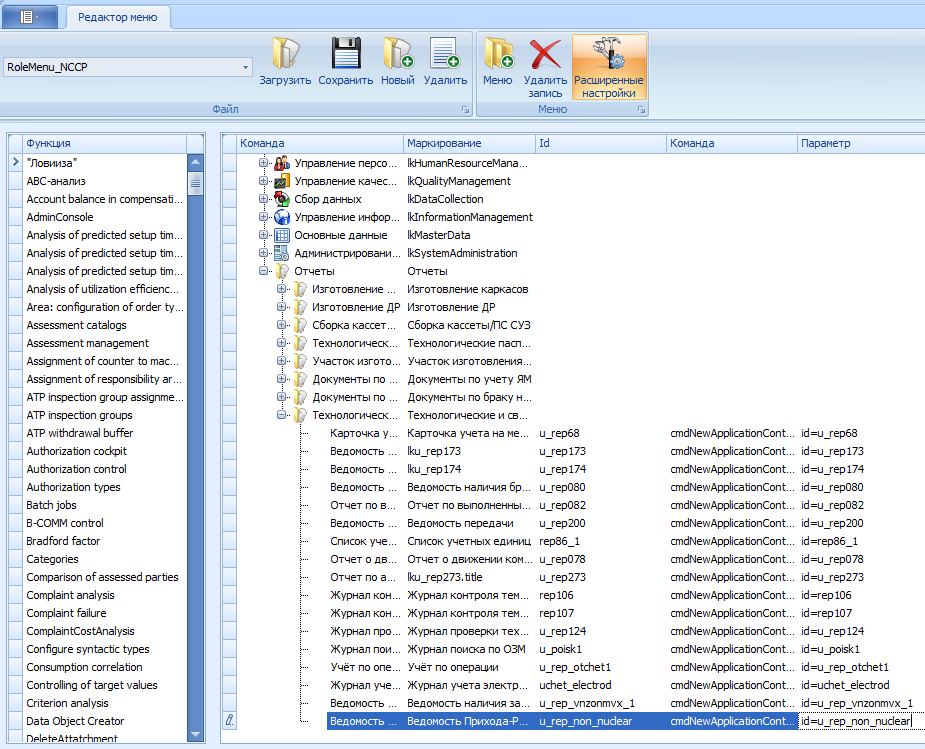 Редактор меню
RoleMenu_NCCP
Загрузить Сохранить Новый Удалить
Меню Удалить запись Расширенные настройки
Файл Меню
Функция
"Ловииза"
ABC-анализ
Account balance in compensati...
AdminConsole
Analysis of predicted setup tim...
Analysis of predicted setup tim...
Analysis of predicted setup tim...
Analysis of utilization efficienc...
Area: configuration of order ty...
Assessment catalogs
Assessment management
Assignment of counter to mac...
Assignment of responsibility ar...
ATP inspection group assignme...
ATP inspection groups
ATP withdrawal buffer
Authorization cockpit
Authorization control
Authorization types
Batch jobs
B-COMM control
Bradford factor
Categories
Comparison of assessed parties
Complaint analysis
Complaint failure
ComplaintCostAnalysis
Configure syntactic types
Consumption correlation
Controlling of target values
Criterion analysis
Data Object Creator
DeleteAttatchment
Команда Маркирование Id Команда Параметр
Управление персо... lkHumanResourceMana...
Управление качес... lkQualityManagement
Сбор данных lkDataCollection
Управление инфор... lkInformationManagement
Основные данные lkMasterData
Администрировани... lkSystemAdministration
Отчеты Отчеты
Изготовление ... Изготовление каркасов
Изготовление ДР Изготовление ДР
Сборка кассет... Сборка кассеты/ПС СУЗ
Технологическ... Технологические пасп...
Участок изгото... Участок изготовления...
Документы по ... Документы по учету ЯМ
Документы по ... Документы по браку н...
Технологическ... Технологические и св...
Карточка у... Карточка учета на ме... u_rep68 cmdNewApplicationCont... id=u_rep68
Ведомость ... lku_rep173 u_rep173 cmdNewApplicationCont... id=u_rep173
Ведомость ... lku_rep174 u_rep174 cmdNewApplicationCont... id=u_rep174
Ведомость ... Ведомость наличия бр... u_rep080 cmdNewApplicationCont... id=u_rep080
Отчет по в... Отчет по выполненны... u_rep082 cmdNewApplicationCont... id=u_rep082
Ведомость ... Ведомость передачи u_rep200 cmdNewApplicationCont... id=u_rep200
Список уче... Список учетных единиц rep86_1 cmdNewApplicationCont... id=rep86_1
Отчет о дв... Отчет о движении ком... u_rep078 cmdNewApplicationCont... id=u_rep078
Отчет по а... lku_rep273.title u_rep273 cmdNewApplicationCont... id=u_rep273
Журнал кон... Журнал контроля тем... rep106 cmdNewApplicationCont... id=rep106
Журнал кон... Журнал контроля тем... rep107 cmdNewApplicationCont... id=rep107
Журнал про... Журнал проверки тех... u_rep124 cmdNewApplicationCont... id=u_rep124
Журнал пои... Журнал поиска по ОЗМ u_poisk1 cmdNewApplicationCont... id=u_poisk1
Учёт по опе... Учёт по операции u_rep_otchet1 cmdNewApplicationCont... id=u_rep_otchet1
Журнал уче... Журнал учета электр... uchet_electrod cmdNewApplicationCont... id=uchet_electrod
Ведомость ... Ведомость наличия за... u_rep_vnzonmvx_1 cmdNewApplicationCont... id=u_rep_vnzonmvx_1
Ведомость ... Ведомость Прихода-Р... u_rep_non_nuclear cmdNewApplicationCont... id=u_rep_non_nuclear